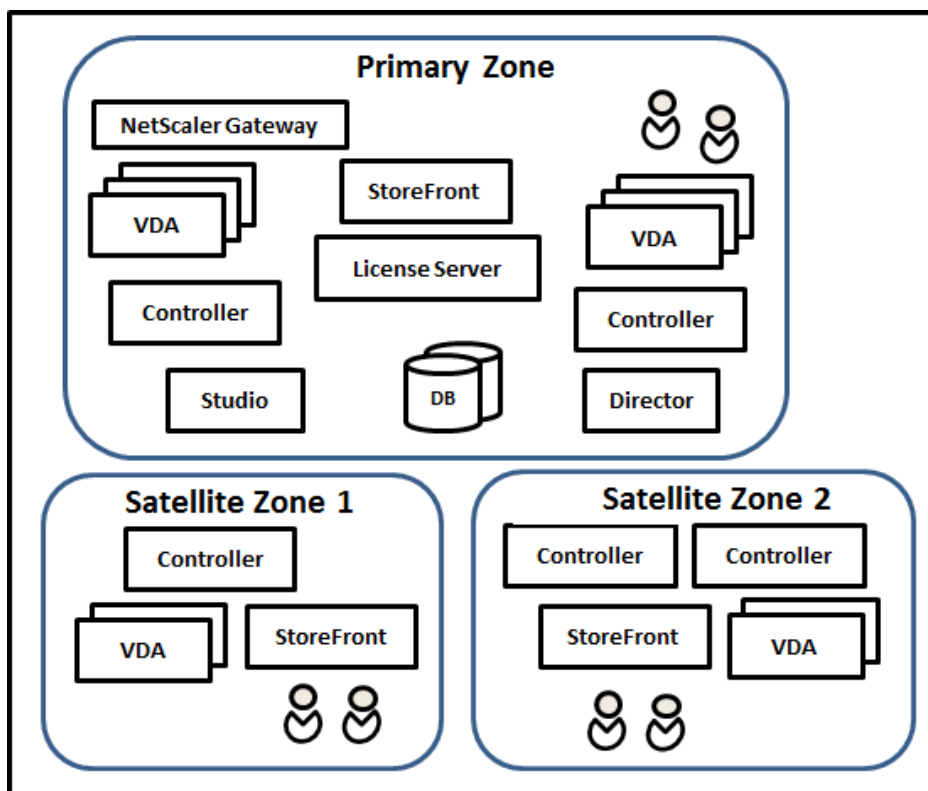 Primary Zone
NetScaler Gateway
StoreFront
VDA
VDA
License Server
Controller
Controller
Studio
DB
Director
Satellite Zone 1
Controller
VDA
StoreFront
Satellite Zone 2
Controller
Controller
StoreFront
VDA